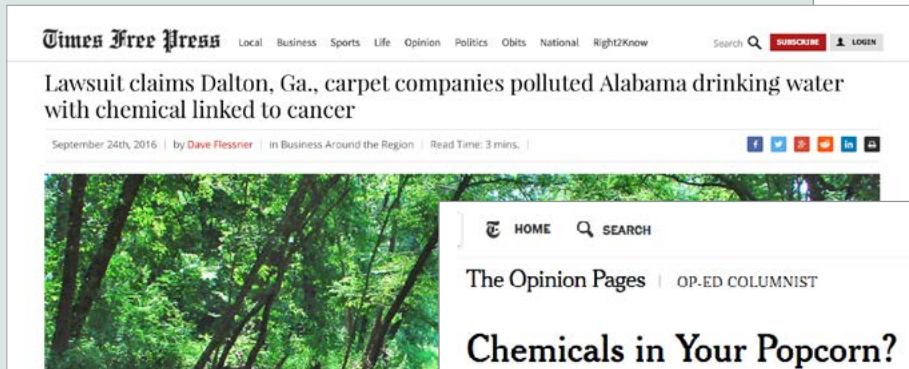 Times Free Press Local Business Sports Life Opinion Politics Obits National Right2Know Search SUBSCRIBE LOGIN
Lawsuit claims Dalton, Ga., carpet companies polluted Alabama drinking water
with chemical linked to cancer
September 24th, 2016 | by Dave Flessner | in Business Around the Region | Read Time: 3 mins. |
HOME SEARCH
The Opinion Pages | OP-ED COLUMNIST
Chemicals in Your Popcorn?